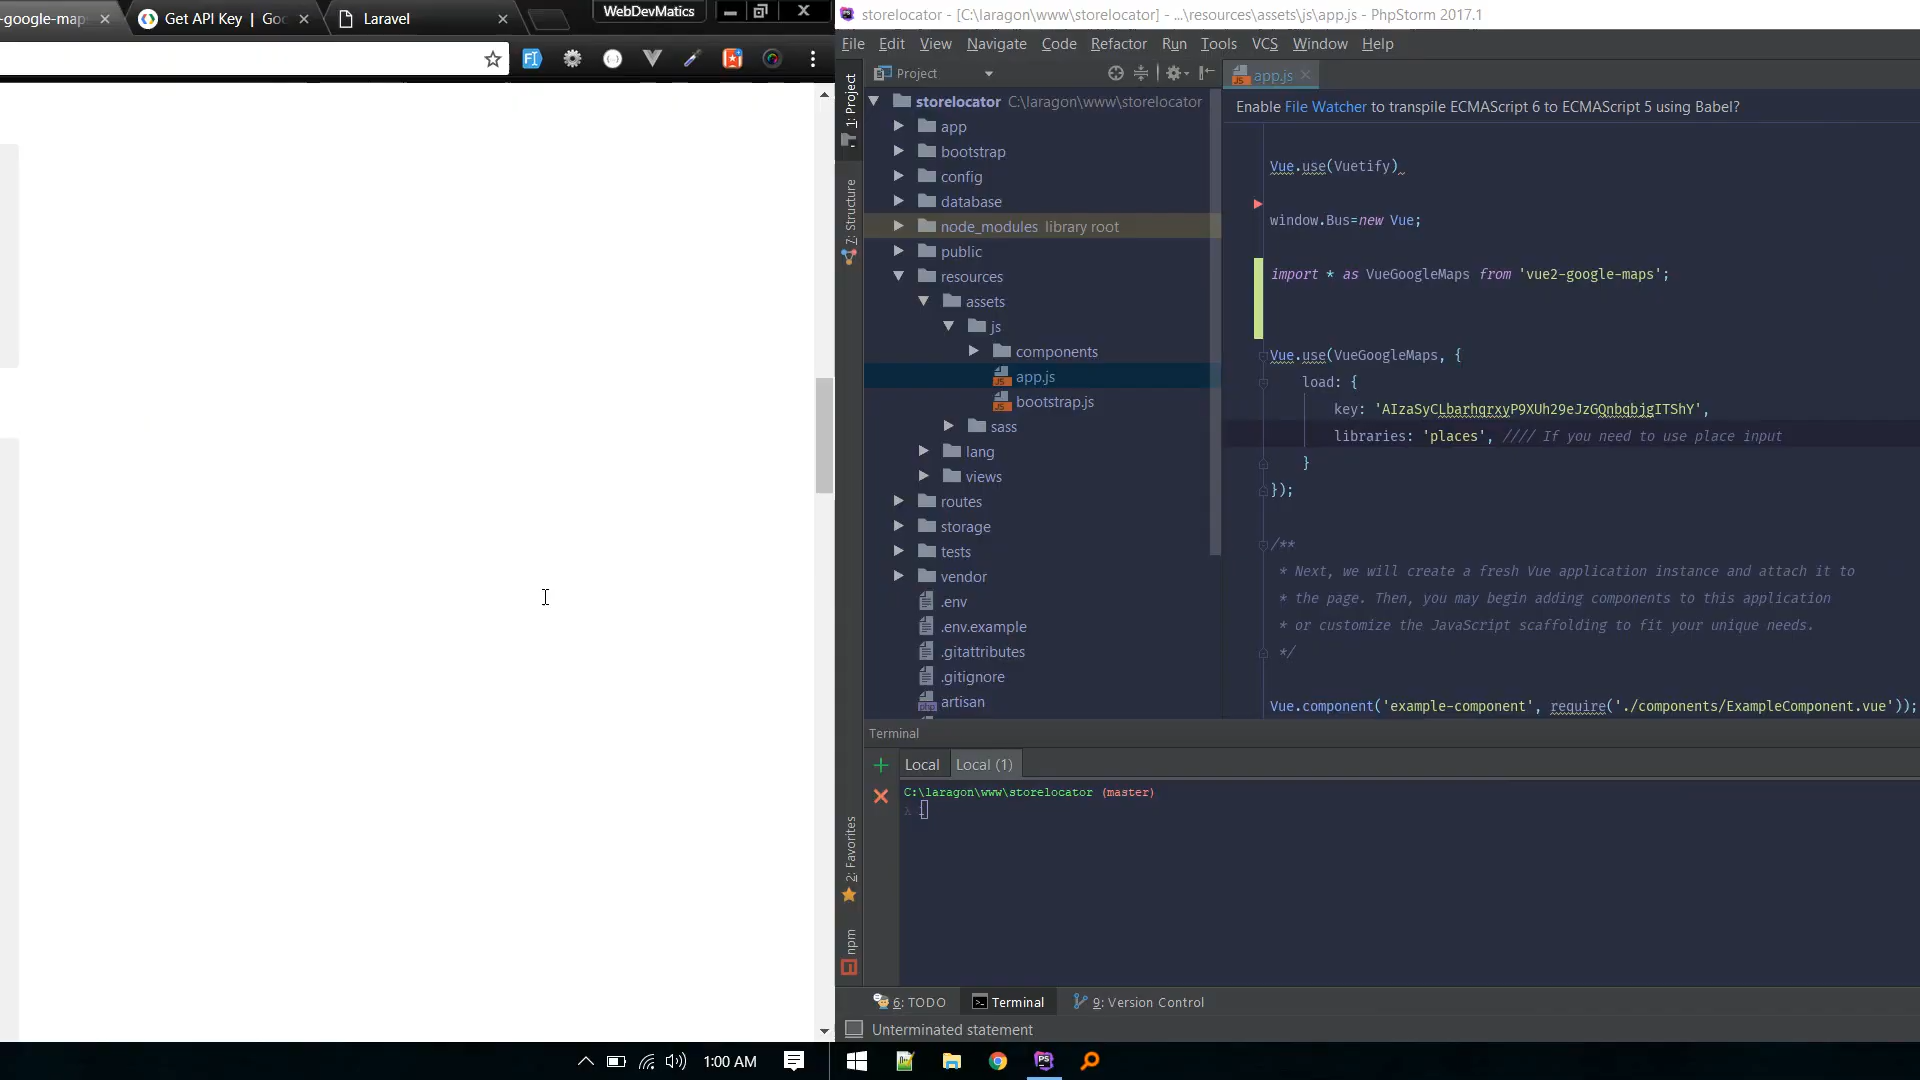 -google-map
Get API Key | Goo
Laravel
WebDevMatics
storelocator - [C:\laragon\www\storelocator] - ...\resources\assets\js\app.js - PhpStorm 2017.1
File Edit View Navigate Code Refactor Run Tools VCS Window Help
Project
app.js
1: Project
7: Structure
2: Favorites
npm
storelocator C:\laragon\www\storelocator
app
bootstrap
config
database
node_modules library root
public
resources
assets
js
components
app.js
bootstrap.js
sass
lang
views
routes
storage
tests
vendor
.env
.env.example
.gitattributes
.gitignore
artisan
Enable File Watcher to transpile ECMAScript 6 to ECMAScript 5 using Babel?
Vue.use(Vuetify)
window.Bus=new Vue;
import * as VueGoogleMaps from 'vue2-google-maps';
Vue.use(VueGoogleMaps, {
load: {
key: 'AIzaSyCLbarhqrxyP9XUh29eJzGQnbqbjgITShY',
libraries: 'places', //// If you need to use place input
}
});
/**
* Next, we will create a fresh Vue application instance and attach it to
* the page. Then, you may begin adding components to this application
* or customize the JavaScript scaffolding to fit your unique needs.
*/
Vue.component('example-component', require('./components/ExampleComponent.vue'));
Terminal
Local Local (1)
C:\laragon\www\storelocator (master)
λ
6: TODO Terminal 9: Version Control
Unterminated statement
1:00 AM